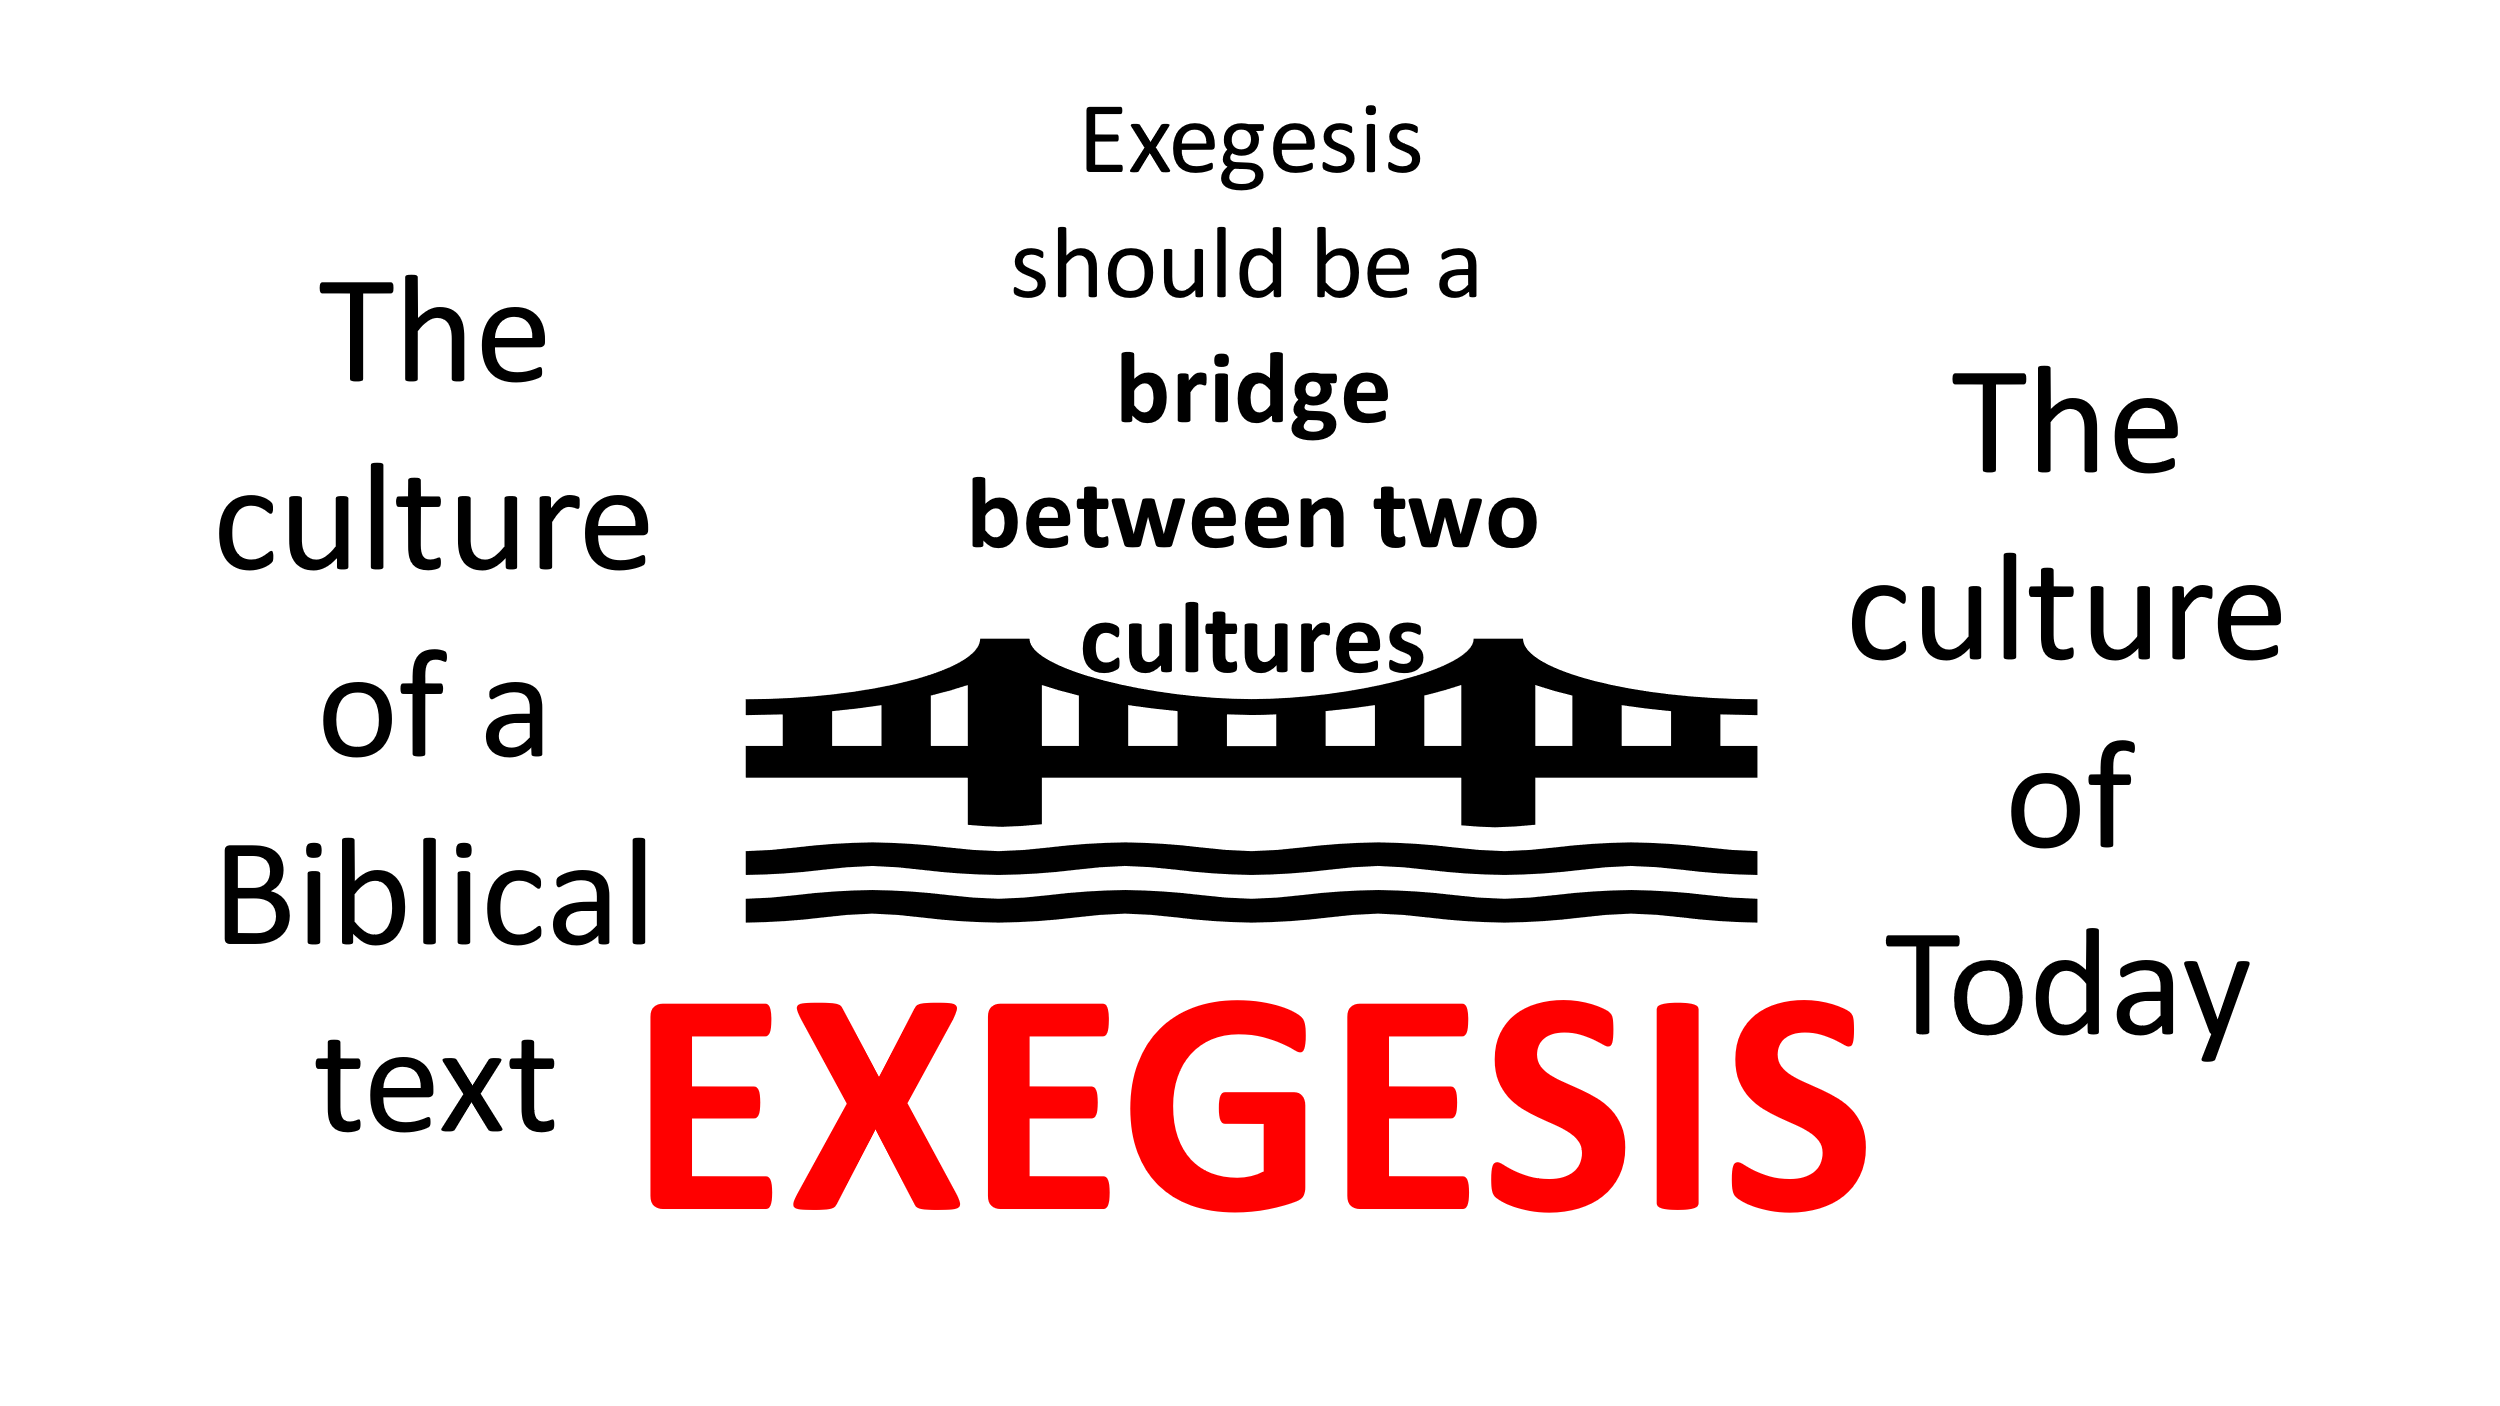 The
culture
of a
Biblical
text
Exegesis
should be a
bridge
between two
cultures
The
culture
of
Today
EXEGESIS